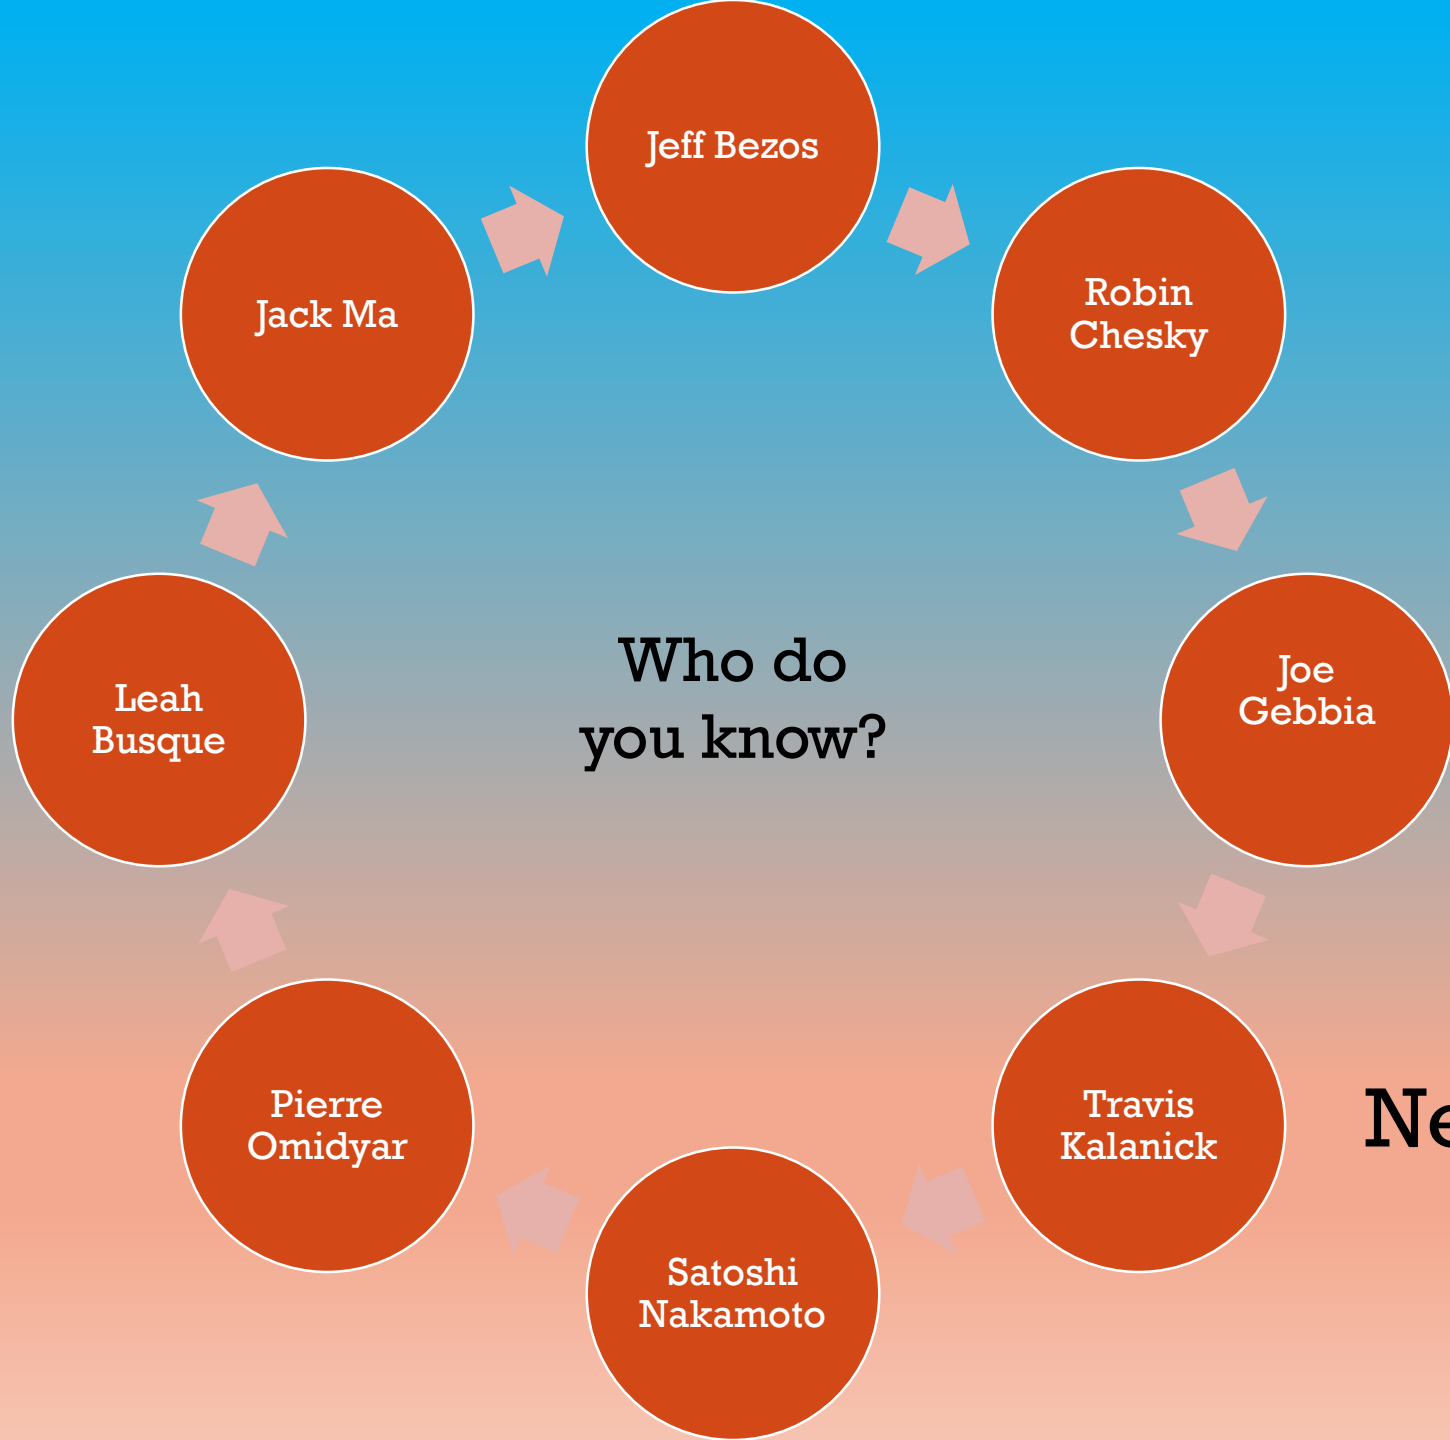 Jeff Bezos
Robin
Chesky
Joe
Gebbia
Travis
Kalanick
Satoshi
Nakamoto
Pierre
Omidyar
Leah
Busque
Jack Ma
Who do
you know?